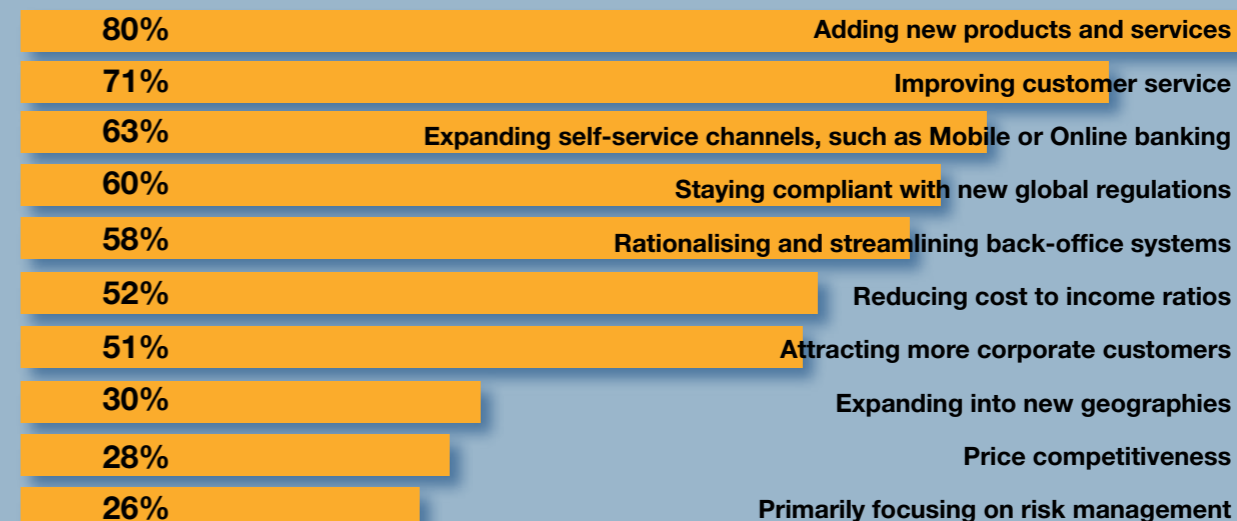 80% Adding new products and services
71% Improving customer service
63% Expanding self-service channels, such as Mobile or Online banking
60% Staying compliant with new global regulations
58% Rationalising and streamlining back-office systems
52% Reducing cost to income ratios
51% Attracting more corporate customers
30% Expanding into new geographies
28% Price competitiveness
26% Primarily focusing on risk management